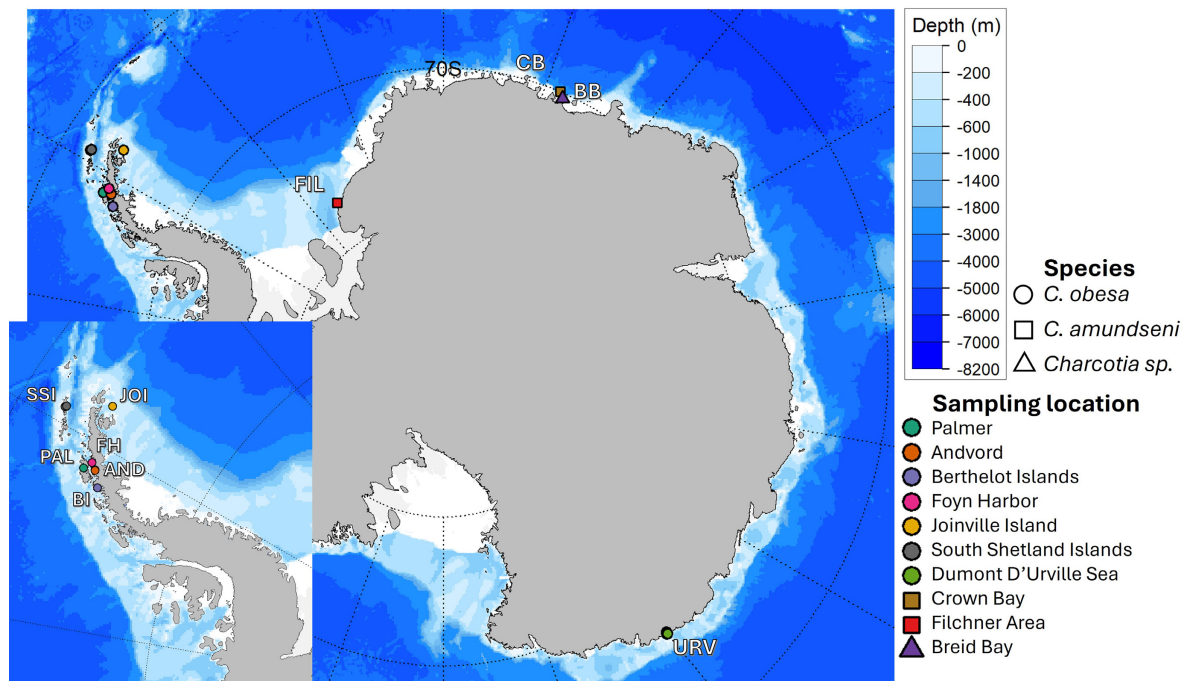 CB
70S
BB
FIL
SSI
JOI
FH
PAL
AND
BI
URV
Depth (m)
0
-200
-400
-600
-6000
-1400
-1800
-3000
-4000
-5000
-6000
-7000
-8200
Species
C. obesa
C. amundseni
Charcotia sp.
Sampling location
Palmer
Andvord
Berthelot Islands
Foyn Harbor
Joinville Island
South Shetland Islands
Dumont D'Urville Sea
Crown Bay
Filchner Area
Breid Bay